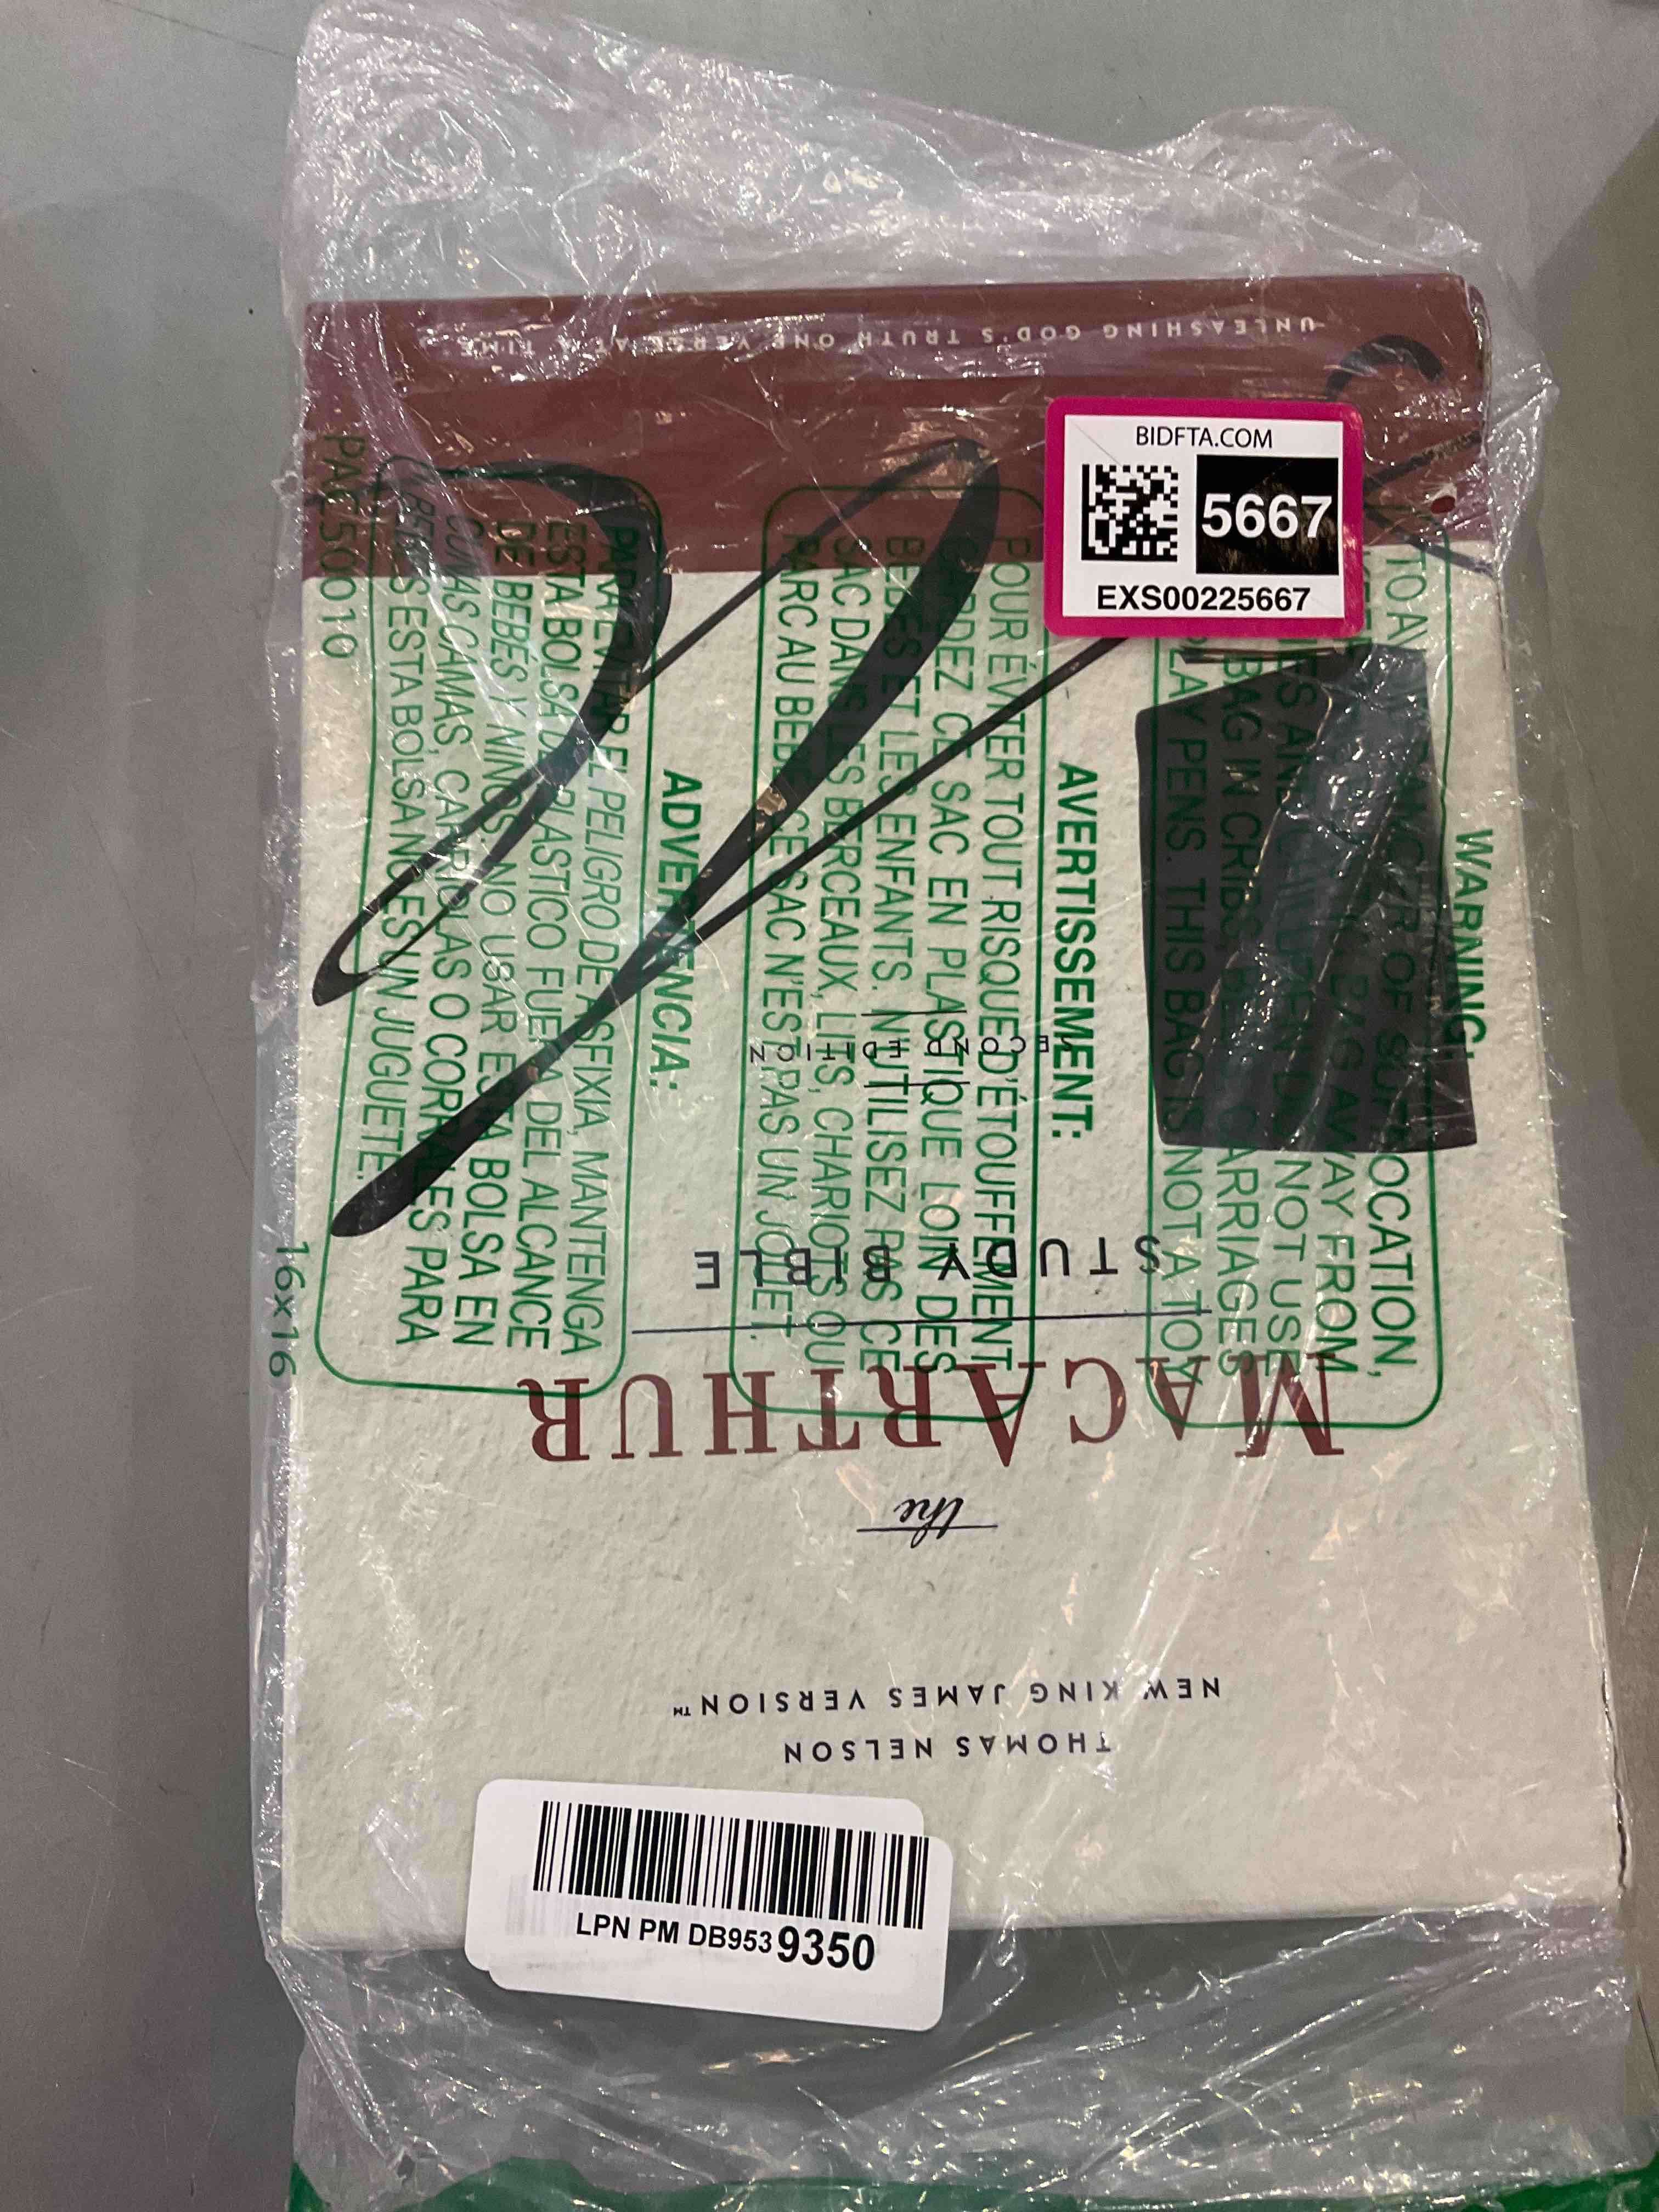 UNLEASHING GOD'S TRUTH ONE VERSE AT A TIME
BIDFTA.COM
5667
EXS00225667
WARNING:
TO AVOID DANGER OF SUFFOCATION,
KEEP THIS PLASTIC BAG AWAY FROM
BABIES AND CHILDREN. DO NOT USE
BAG IN CRIBS, BEDS, CARRIAGES
PLAY PENS. THIS BAG IS NOT A TOY
AVERTISSEMENT:
POUR ÉVITER TOUT RISQUE D'ÉTOUFFEMENT
GARDEZ CE SAC EN PLASTIQUE LOIN DES
BÉBÉS ET LES ENFANTS. N'UTILISEZ PAS CE
SAC DANS LES BERCEAUX, LITS, CHARIOTS OU
PARC AU BEBE. CE SAC N'EST PAS UN JOUET.
ADVERTENCIA:
PARA EVITAR EL PELIGRO DE ASFIXIA, MANTENGA
ESTA BOLSA DE PLASTICO FUERA DEL ALCANCE
DE BEBÉS Y NINOS. NO USAR ESTA BOLSA EN
CUNAS CAMAS, CARRIOLAS O CORRALES PARA
BEBES ESTA BOLSA NO ES UN JUGUETE.
PAC50010
16x16
the
MACARTHUR
STUDY BIBLE
SECOND EDITION
NEW KING JAMES VERSION™
THOMAS NELSON
LPN PM DB953 9350